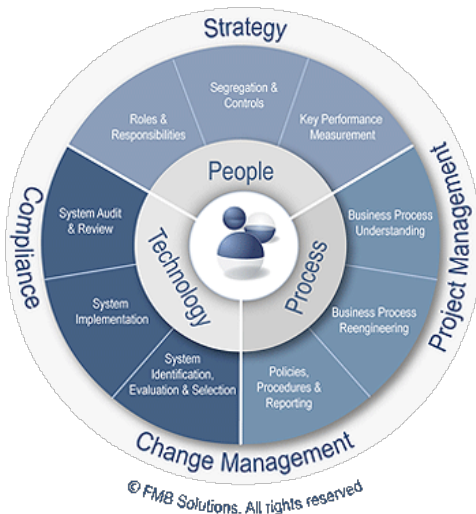 Strategy
Segregation &
Controls
Roles &
Responsibilities
Key Performance
Measurement
People
Compliance
System Audit
& Review
Technology
Process
Business Process
Understanding
Project Management
System
Implementation
Business Process
Reengineering
System
Identification,
Evaluation & Selection
Policies,
Procedures &
Reporting
Change Management
© FMB Solutions. All rights reserved